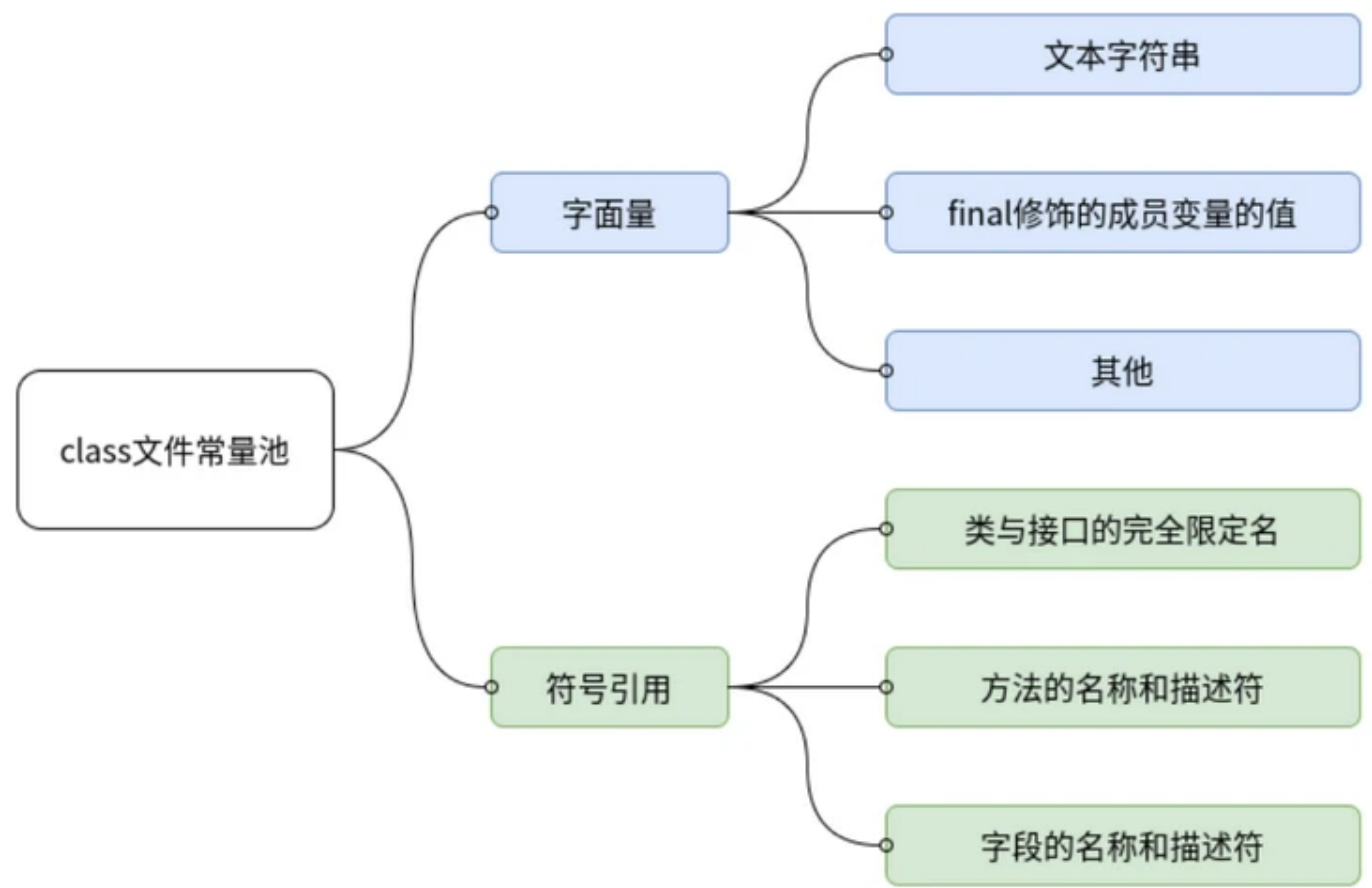 class文件常量池
字面量
文本字符串
final修饰的成员变量的值
其他
符号引用
类与接口的完全限定名
方法的名称和描述符
字段的名称和描述符